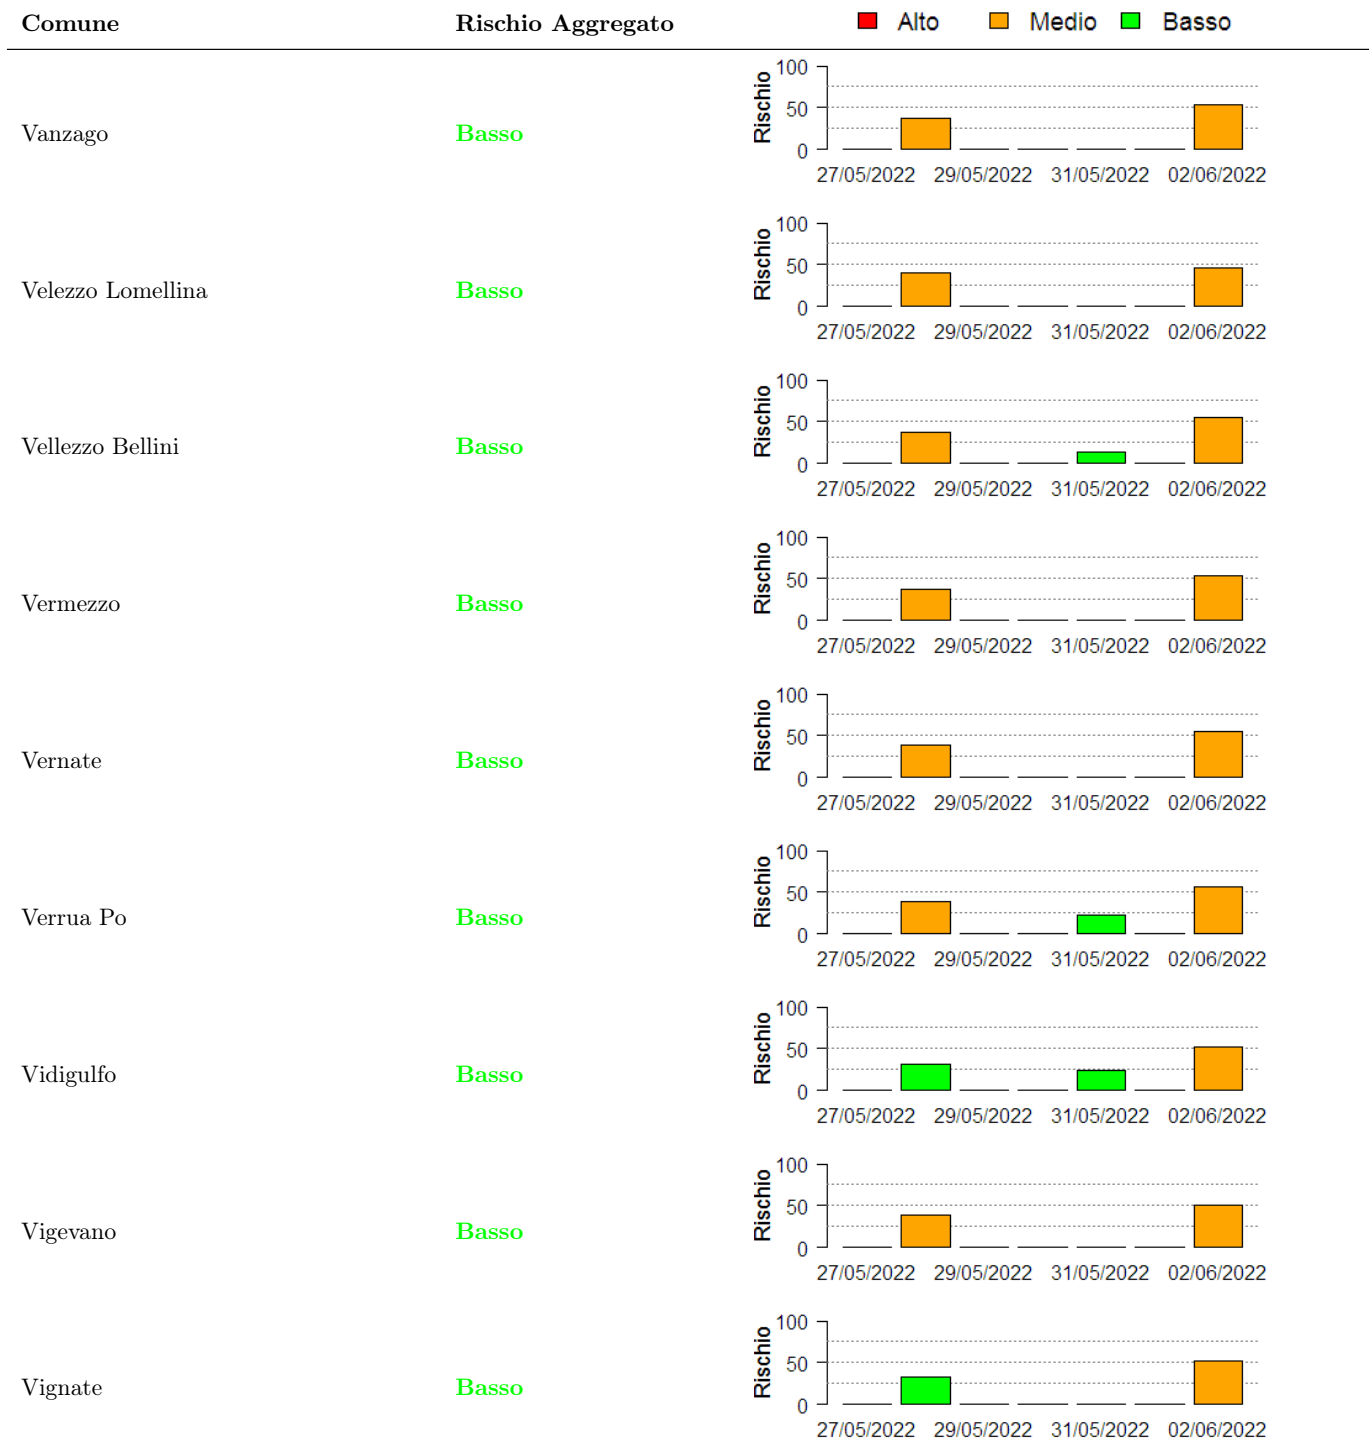 Comune Rischio Aggregato Alto Medio Basso
100
50
0
Rischio
Vanzago Basso
27/05/2022 29/05/2022 31/05/2022 02/06/2022
100
50
0
Rischio
Velezzo Lomellina Basso
27/05/2022 29/05/2022 31/05/2022 02/06/2022
100
50
0
Rischio
Vellezzo Bellini Basso
27/05/2022 29/05/2022 31/05/2022 02/06/2022
100
50
0
Rischio
Vermezzo Basso
27/05/2022 29/05/2022 31/05/2022 02/06/2022
100
50
0
Rischio
Vernate Basso
27/05/2022 29/05/2022 31/05/2022 02/06/2022
100
50
0
Rischio
Verrua Po Basso
27/05/2022 29/05/2022 31/05/2022 02/06/2022
100
50
0
Rischio
Vidigulfo Basso
27/05/2022 29/05/2022 31/05/2022 02/06/2022
100
50
0
Rischio
Vigevano Basso
27/05/2022 29/05/2022 31/05/2022 02/06/2022
100
50
0
Rischio
Vignate Basso
27/05/2022 29/05/2022 31/05/2022 02/06/2022